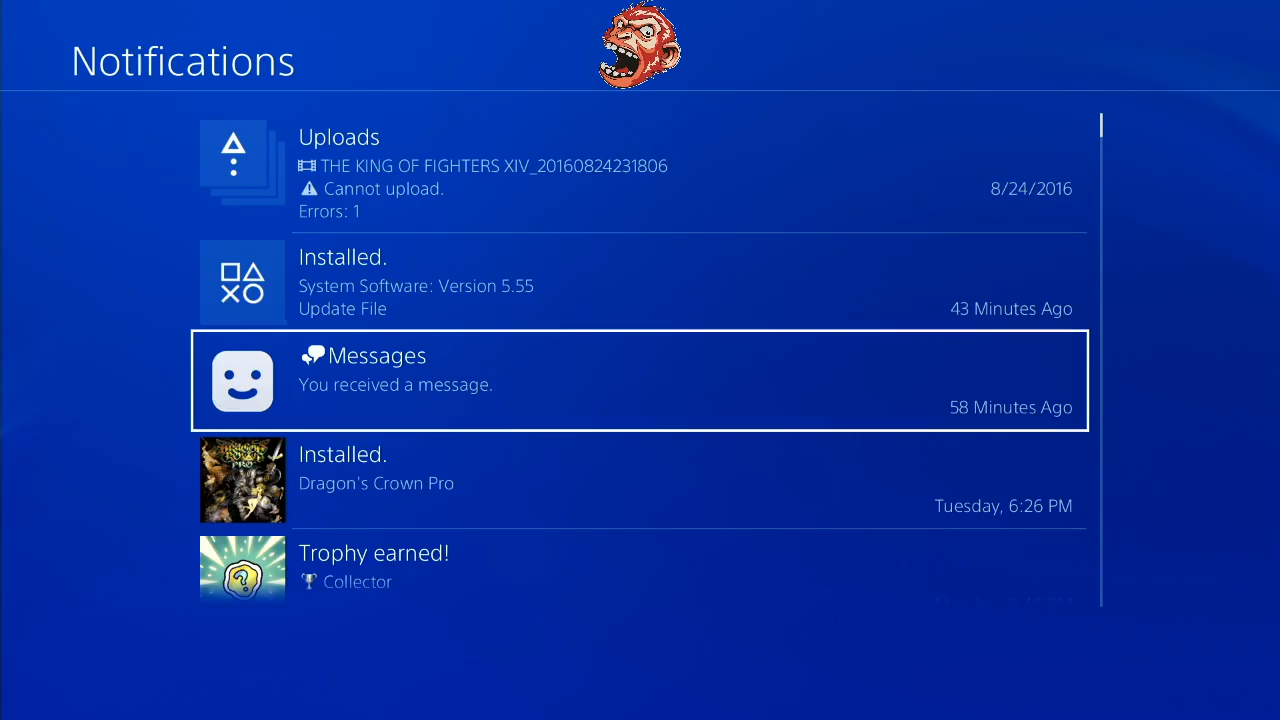 Notifications
Uploads
THE KING OF FIGHTERS XIV_20160824231806
Cannot upload.
8/24/2016
Errors: 1
Installed.
System Software: Version 5.55
Update File
43 Minutes Ago
Messages
You received a message.
58 Minutes Ago
Installed.
Dragon's Crown Pro
Tuesday, 6:26 PM
Trophy earned!
Collector